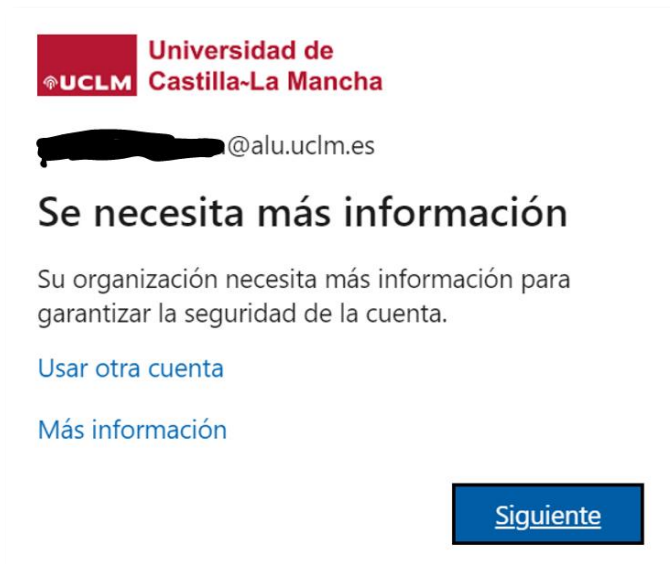 Universidad de
UCLM Castilla~La Mancha
@alu.uclm.es
Se necesita más información
Su organización necesita más información para
garantizar la seguridad de la cuenta.
Usar otra cuenta
Más información
Siguiente